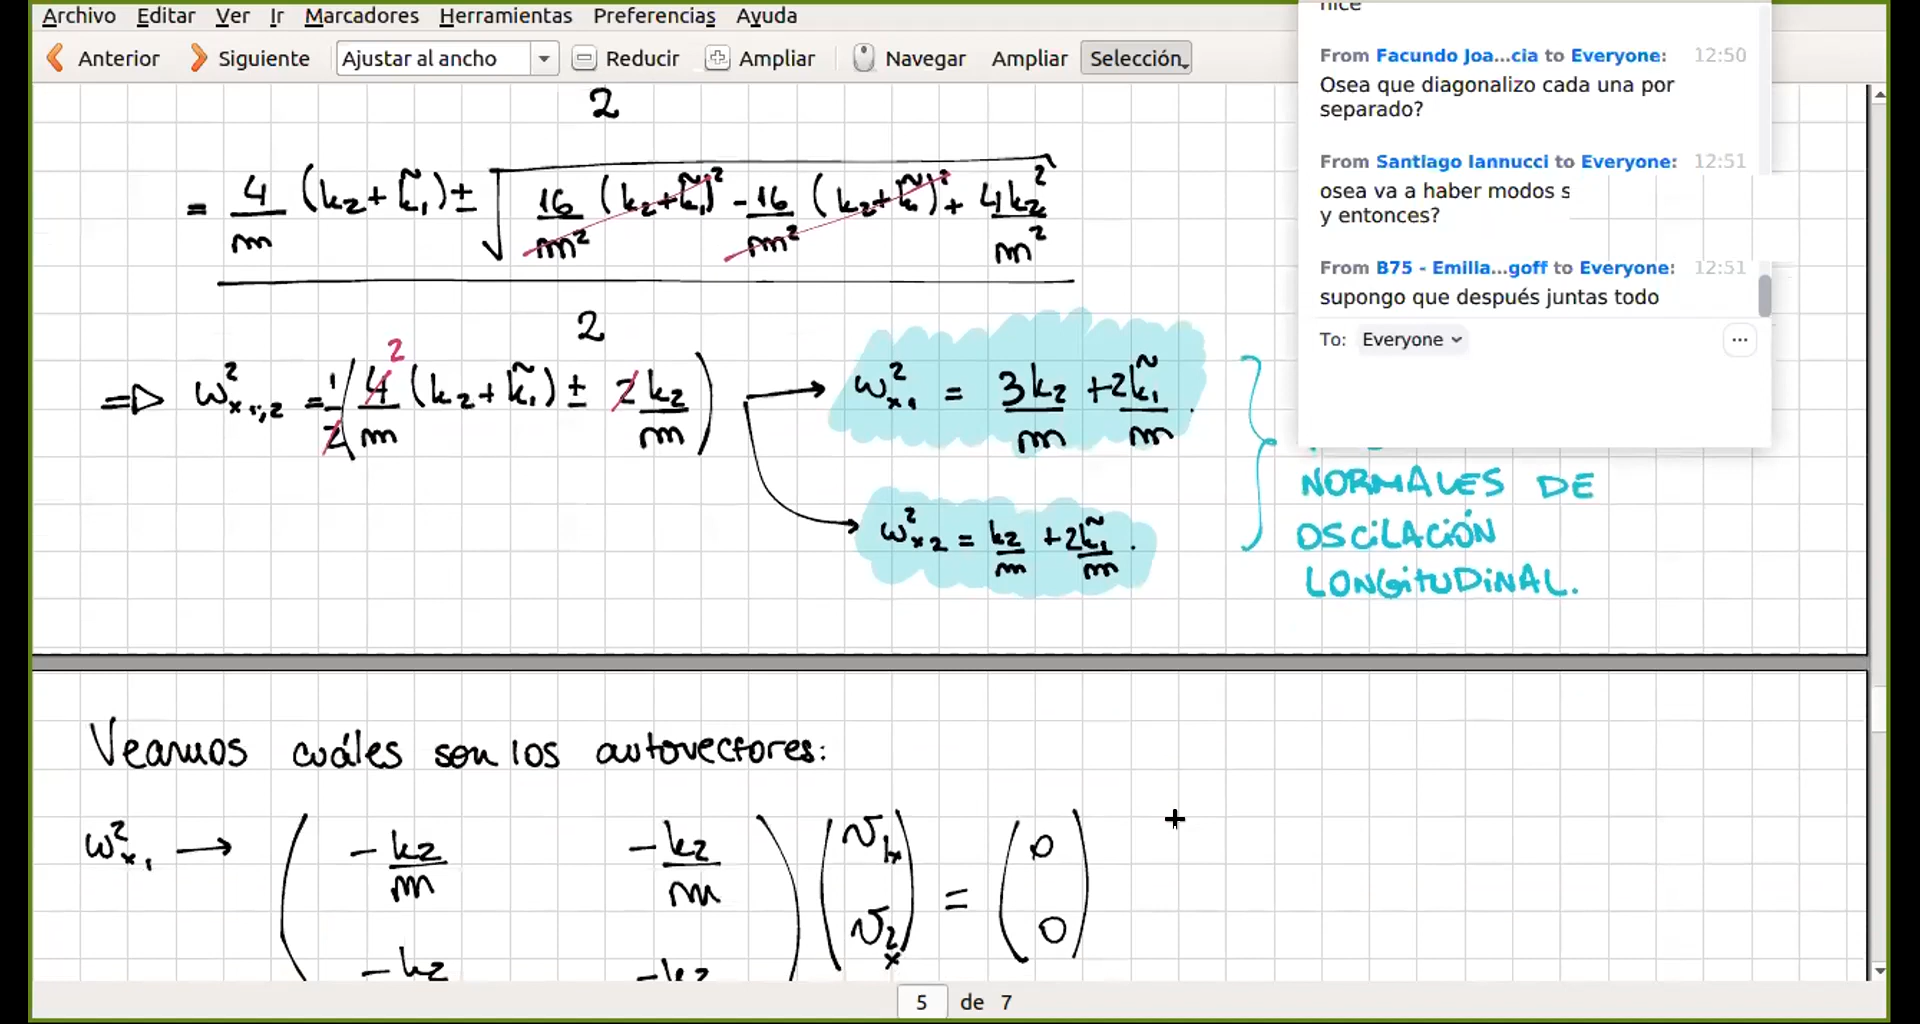 Archivo Editar Ver Ir Marcadores Herramientas Preferencias Ayuda
Anterior Siguiente Ajustar al ancho Reducir Ampliar Navegar Ampliar Selección
2
= 4/m (k₂+k̃₁) ± √(16/m² (k₂+k̃₁)² - 16/m² (k₂+k̃)² + 4k₂²/m²)
2
=> ω²ₓ₁,₂ = 1/2 (4/m (k₂+k̃₁) ± 2k₂/m) 2
ω²ₓ₁ = 3k₂/m + 2k̃₁/m.
ω²ₓ₂ = k₂/m + 2k̃₁/m.
NORMALES DE
OSCILACIÓN
LONGITUDINAL.
Veamos cuáles son los autovectores:
ω²ₓ₁ → ( -k₂/m -k₂/m ) ( v₁ₓ ) = ( 0 )
( -k₂ -k₂ ) ( v₂ₓ ) ( 0 )
5 de 7
nice
From Facundo Joa...cia to Everyone: 12:50
Osea que diagonalizo cada una por
separado?
From Santiago Iannucci to Everyone: 12:51
osea va a haber modos s
y entonces?
From B75 - Emilia...goff to Everyone: 12:51
supongo que después juntas todo
To: Everyone ...